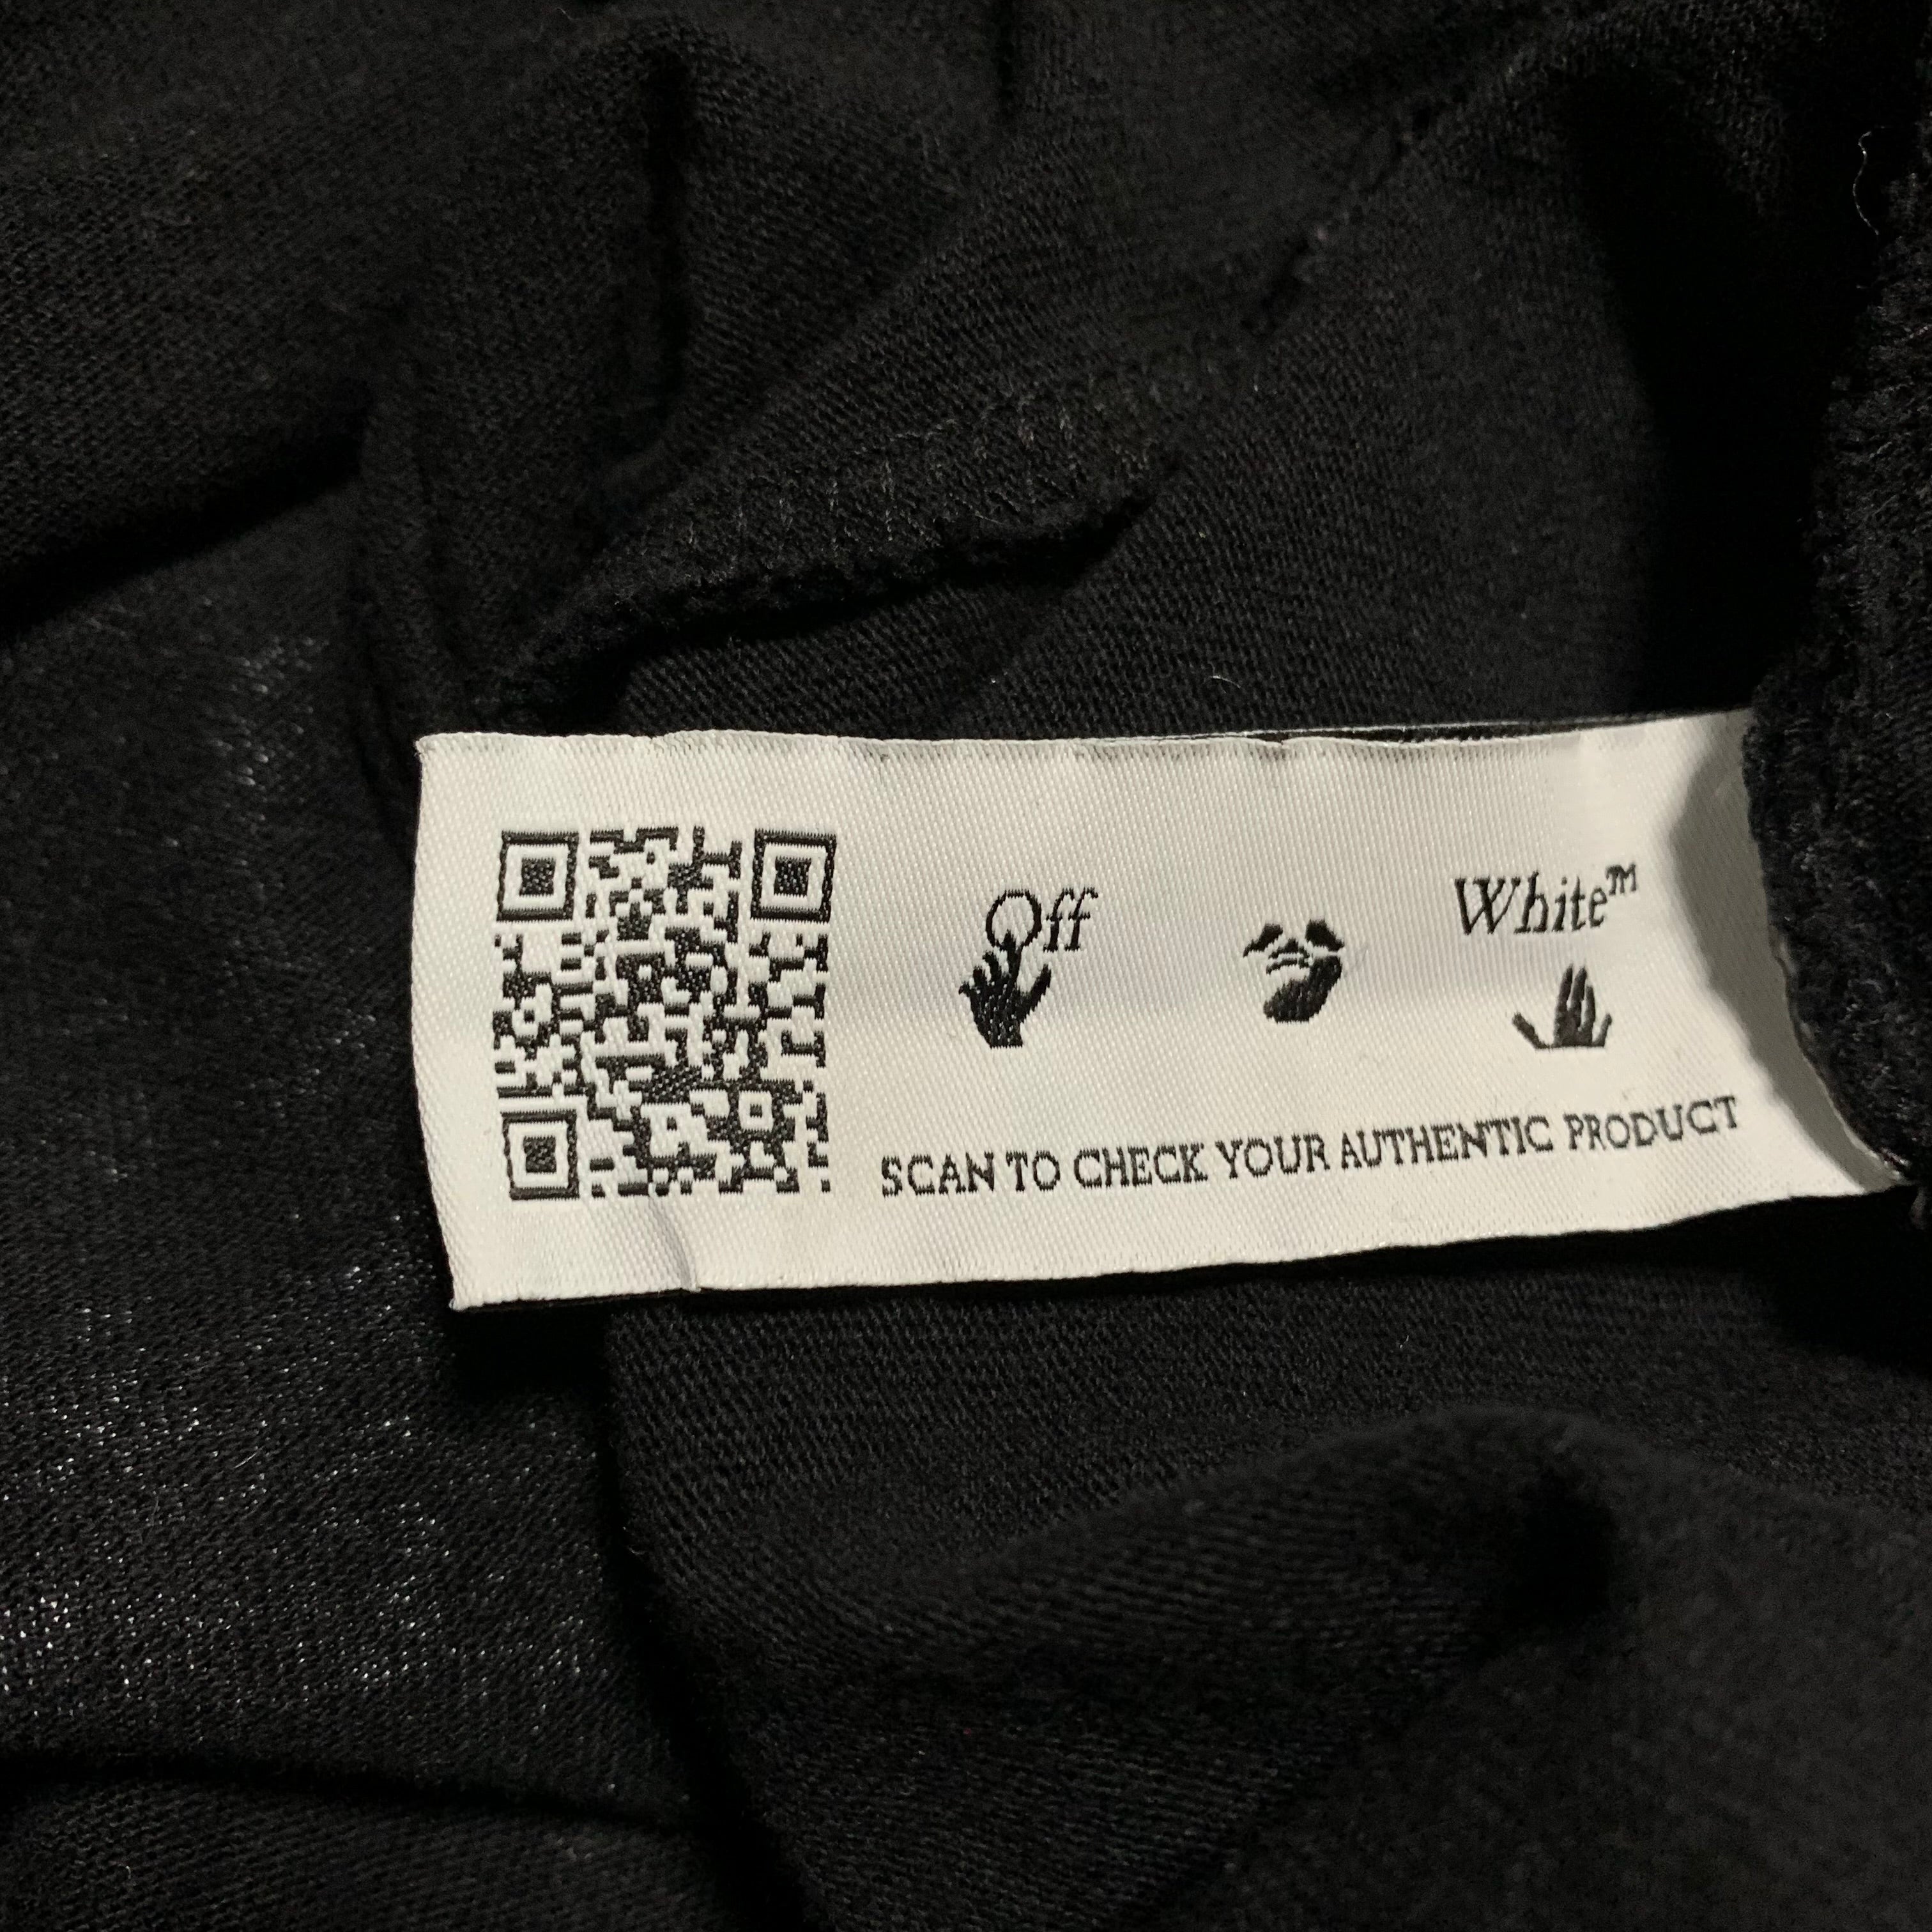 Off White™
SCAN TO CHECK YOUR AUTHENTIC PRODUCT